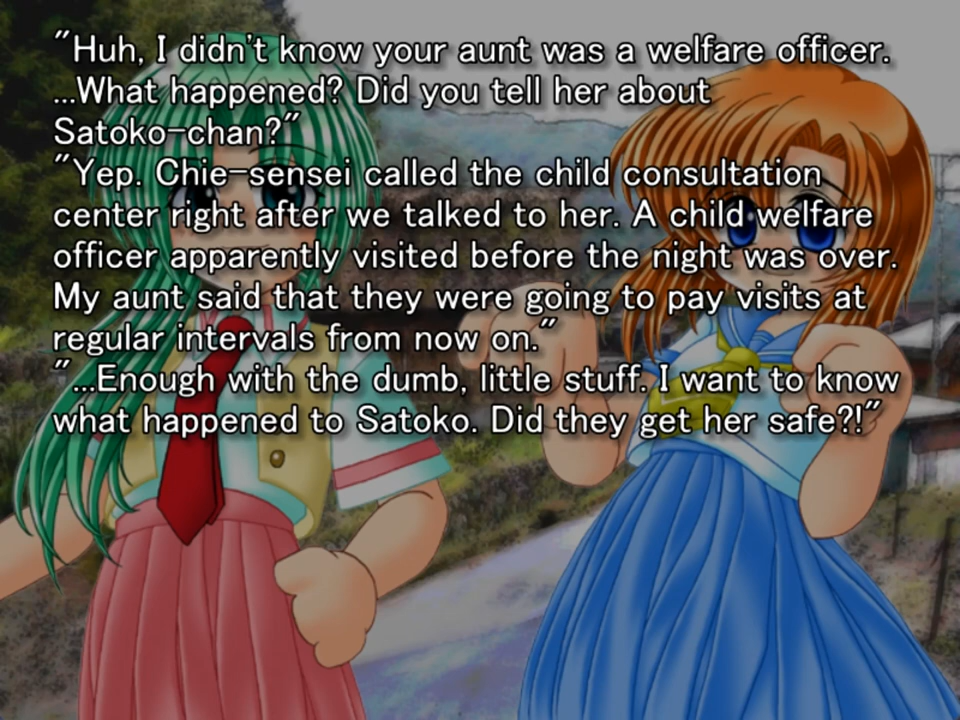 "Huh, I didn't know your aunt was a welfare officer.
...What happened? Did you tell her about
Satoko-chan?"
"Yep. Chie-sensei called the child consultation
center right after we talked to her. A child welfare
officer apparently visited before the night was over.
My aunt said that they were going to pay visits at
regular intervals from now on."
"...Enough with the dumb, little stuff. I want to know
what happened to Satoko. Did they get her safe?!"